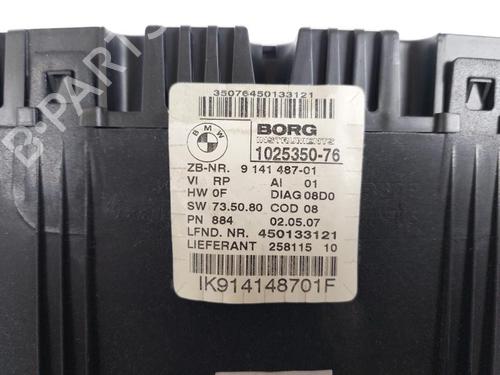 35076450133121
BMW
BORG
INSTRUMENTS
1025350-76
ZB-NR. 9 141 487-01
VI RP AI 01
HW 0F DIAG 08D0
SW 73.50.80 COD 08
PN 884 02.05.07
LFND. NR. 450133121
LIEFERANT 258115 10
IK914148701F